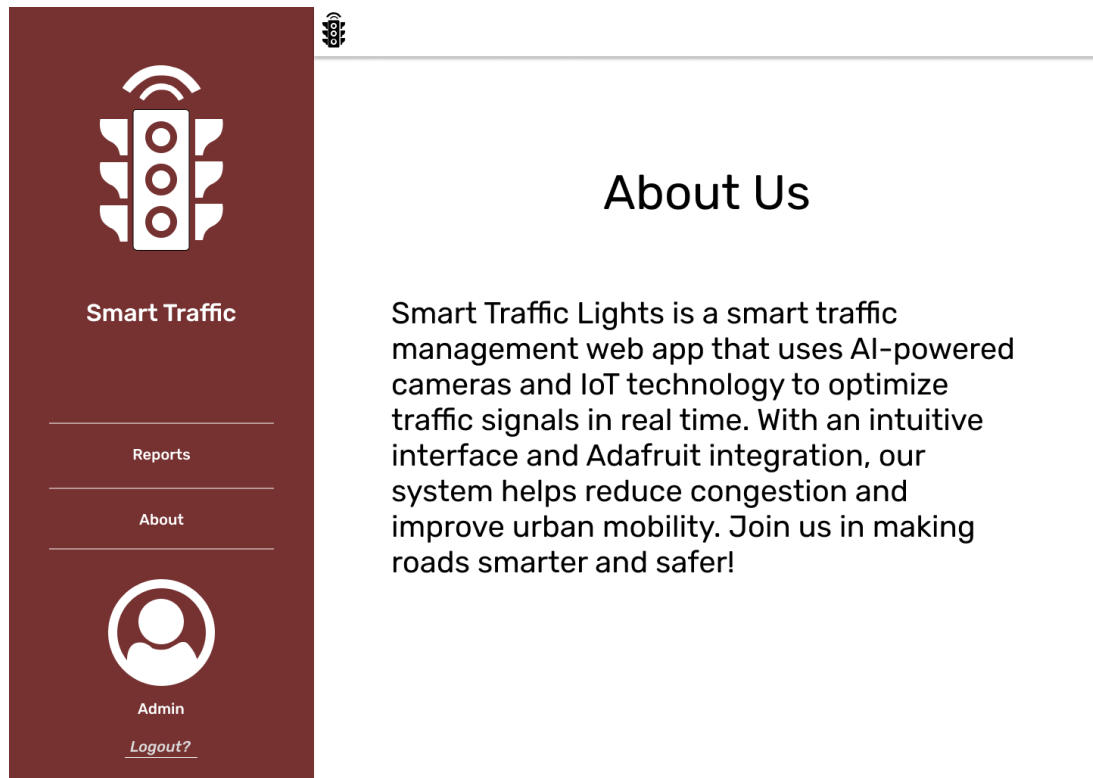 Smart Traffic
Reports
About
Admin
Logout?
About Us
Smart Traffic Lights is a smart traffic
management web app that uses AI-powered
cameras and IoT technology to optimize
traffic signals in real time. With an intuitive
interface and Adafruit integration, our
system helps reduce congestion and
improve urban mobility. Join us in making
roads smarter and safer!